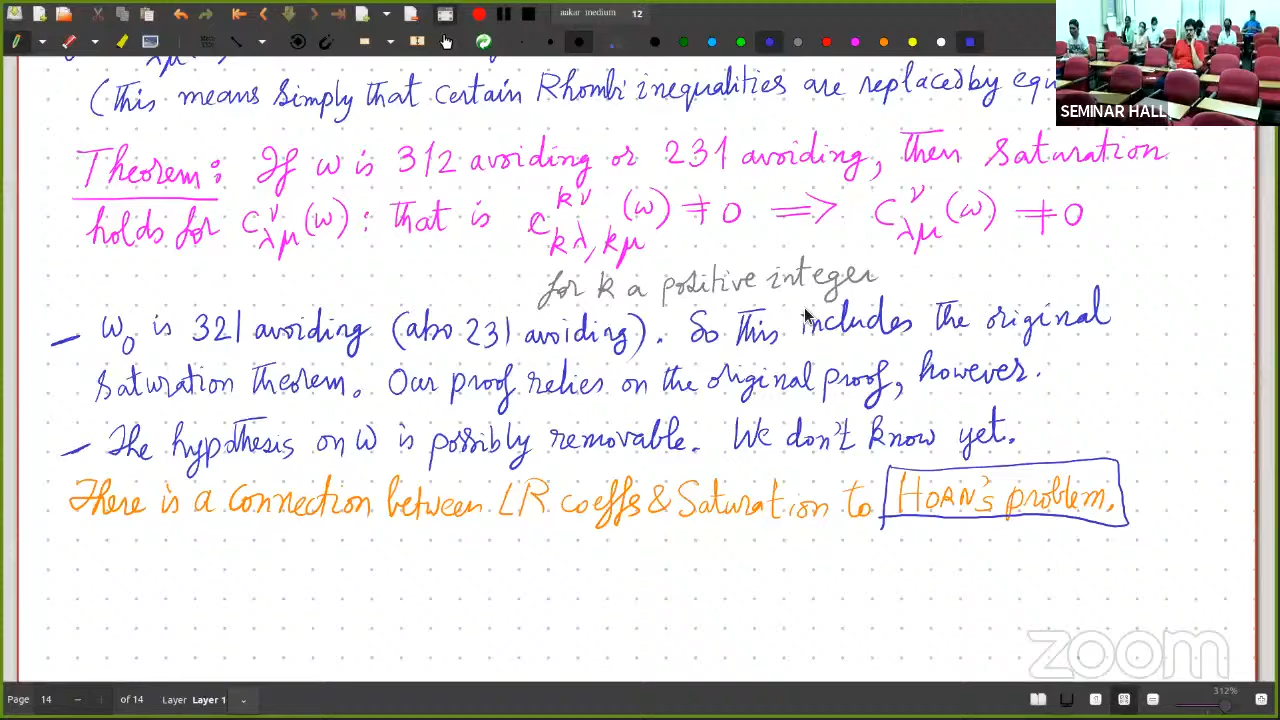 aakar medium 12
(This means simply that certain Rhombi inequalities are replaced by equ
SEMINAR HALL
Theorem: If w is 312 avoiding or 231 avoiding, then saturation
holds for C^ν_λμ(w): that is C^kν_kλ,kμ (w) ≠ 0 ⟹ C^ν_λμ(w) ≠ 0
for k a positive integer
– w₀ is 321 avoiding (also 231 avoiding). So this includes the original
saturation Theorem. Our proof relies on the original proof, however.
– The hypothesis on w is possibly removable. We don't know yet.
There is a connection between LR coeffs & Saturation to HORN's problem.
zoom
Page 14 of 14 Layer Layer 1 312%